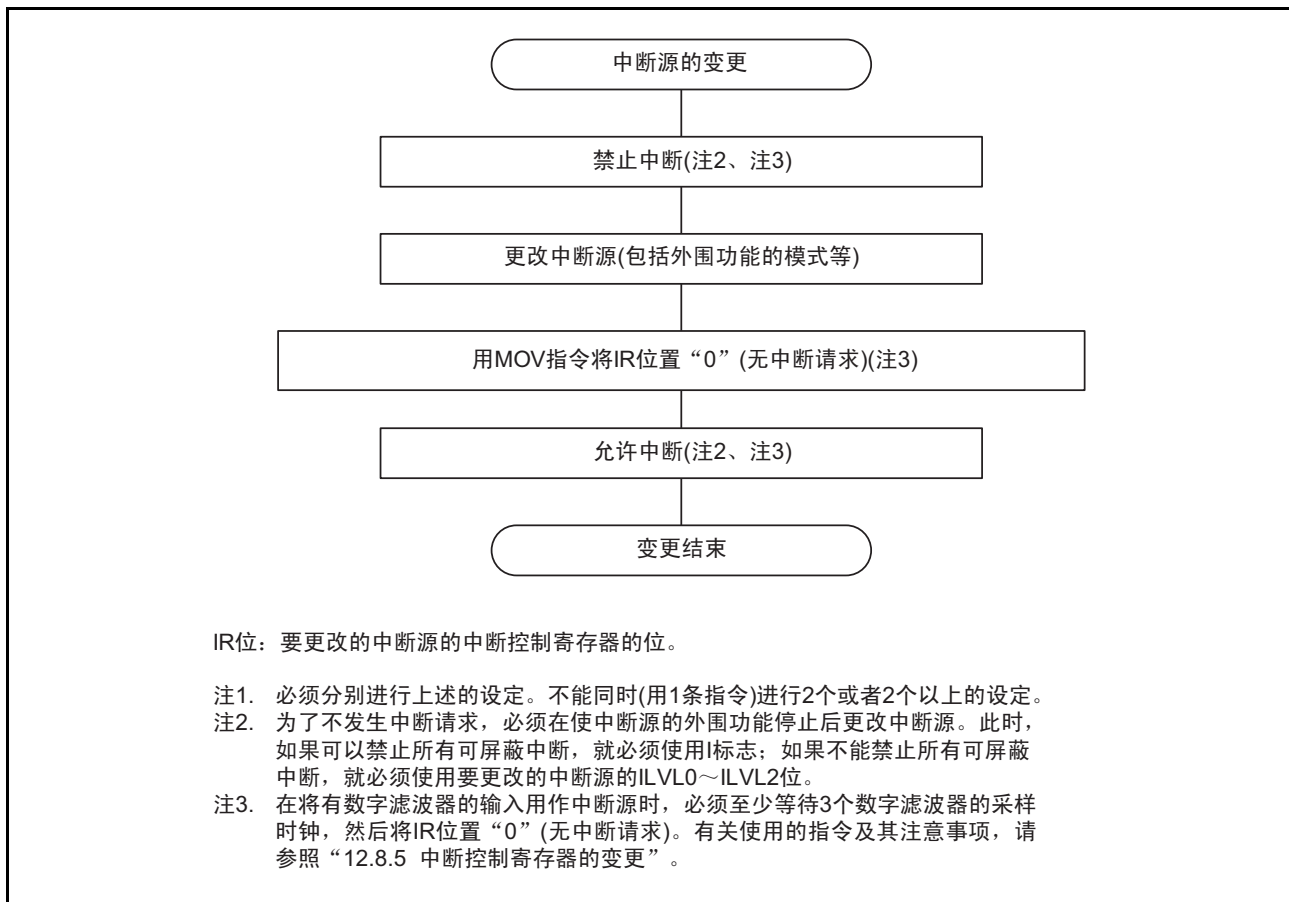 中断源的变更
禁止中断(注2、注3)
更改中断源(包括外围功能的模式等)
用MOV指令将IR位置“0”(无中断请求)(注3)
允许中断(注2、注3)
变更结束
IR位：要更改的中断源的中断控制寄存器的位。
注1. 必须分别进行上述的设定。不能同时(用1条指令)进行2个或者2个以上的设定。
注2. 为了不发生中断请求，必须在使中断源的外围功能停止后更改中断源。此时，
如果可以禁止所有可屏蔽中断，就必须使用I标志；如果不能禁止所有可屏蔽
中断，就必须使用要更改的中断源的ILVL0～ILVL2位。
注3. 在将有数字滤波器的输入用作中断源时，必须至少等待3个数字滤波器的采样
时钟，然后将IR位置“0”(无中断请求)。有关使用的指令及其注意事项，请
参照“12.8.5 中断控制寄存器的变更”。